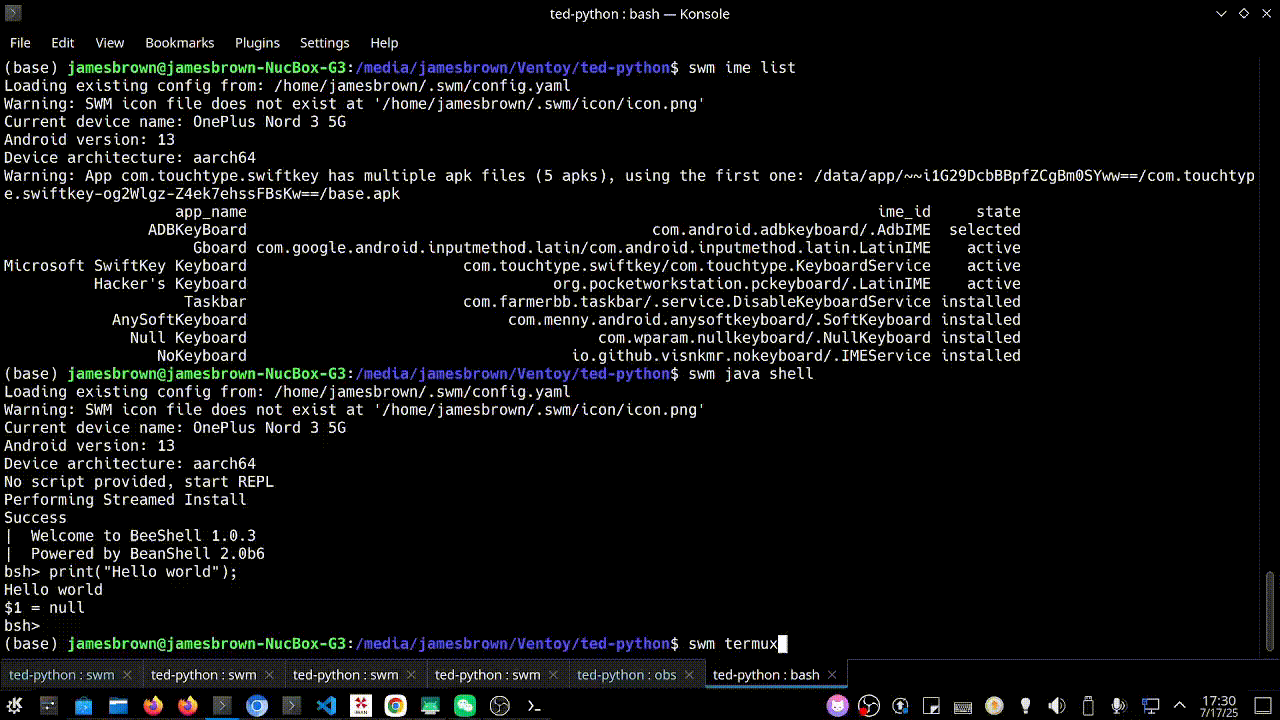 ted-python : bash — Konsole
File Edit View Bookmarks Plugins Settings Help
(base) jamesbrown@jamesbrown-NucBox-G3:/media/jamesbrown/Ventoy/ted-python$ swm ime list
Loading existing config from: /home/jamesbrown/.swm/config.yaml
Warning: SWM icon file does not exist at '/home/jamesbrown/.swm/icon/icon.png'
Current device name: OnePlus Nord 3 5G
Android version: 13
Device architecture: aarch64
Warning: App com.touchtype.swiftkey has multiple apk files (5 apks), using the first one: /data/app/~~i1G29DcbBBpfZCgBm0SYww==/com.touchtyp
e.swiftkey-og2Wlgz-Z4ek7ehssFBsKw==/base.apk
app_name ime_id state
ADBKeyBoard com.android.adbkeyboard/.AdbIME selected
Gboard com.google.android.inputmethod.latin/com.android.inputmethod.latin.LatinIME active
Microsoft SwiftKey Keyboard com.touchtype.swiftkey/com.touchtype.KeyboardService active
Hacker's Keyboard org.pocketworkstation.pckeyboard/.LatinIME active
Taskbar com.farmerbb.taskbar/.service.DisableKeyboardService installed
AnySoftKeyboard com.menny.android.anysoftkeyboard/.SoftKeyboard installed
Null Keyboard com.wparam.nullkeyboard/.NullKeyboard installed
NoKeyboard io.github.visnkmr.nokeyboard/.IMEService installed
(base) jamesbrown@jamesbrown-NucBox-G3:/media/jamesbrown/Ventoy/ted-python$ swm java shell
Loading existing config from: /home/jamesbrown/.swm/config.yaml
Warning: SWM icon file does not exist at '/home/jamesbrown/.swm/icon/icon.png'
Current device name: OnePlus Nord 3 5G
Android version: 13
Device architecture: aarch64
No script provided, start REPL
Performing Streamed Install
Success
|  Welcome to BeeShell 1.0.3
|  Powered by BeanShell 2.0b6
bsh> print("Hello world");
Hello world
$1 = null
bsh>
(base) jamesbrown@jamesbrown-NucBox-G3:/media/jamesbrown/Ventoy/ted-python$ swm termux
ted-python : swm ted-python : swm ted-python : swm ted-python : swm ted-python : obs ted-python : bash
17:30
7/17/25